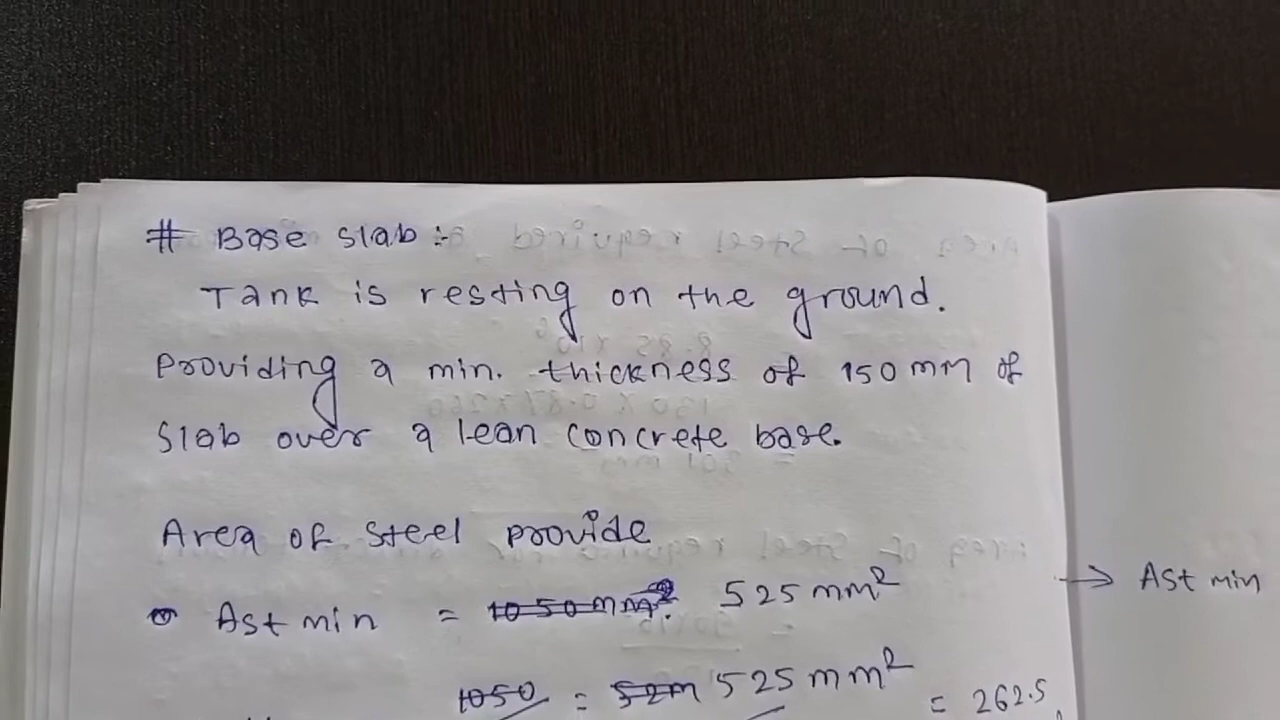 # Base slab :-
Tank is resting on the ground.
Providing a min. thickness of 150 mm of
slab over a lean concrete base.
Area of steel provide
Ast min = 1050 mm² 525 mm²
→ Ast min
1050 = 525 mm²
= 262.5